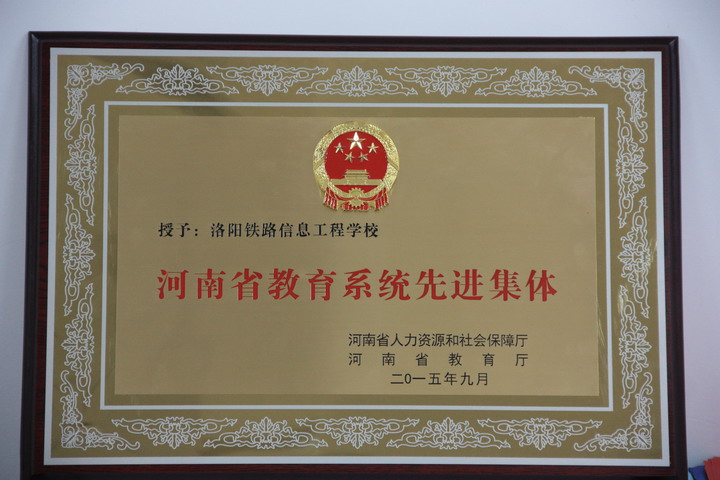 授予：洛阳铁路信息工程学校
河南省教育系统先进集体
河南省人力资源和社会保障厅
河南省教育厅
二0一五年九月